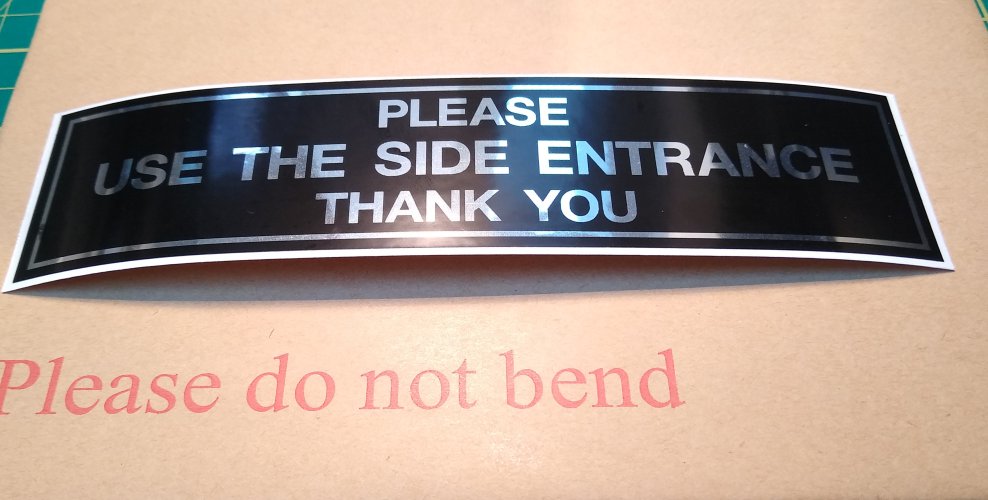 PLEASE
USE THE SIDE ENTRANCE
THANK YOU
Please do not bend